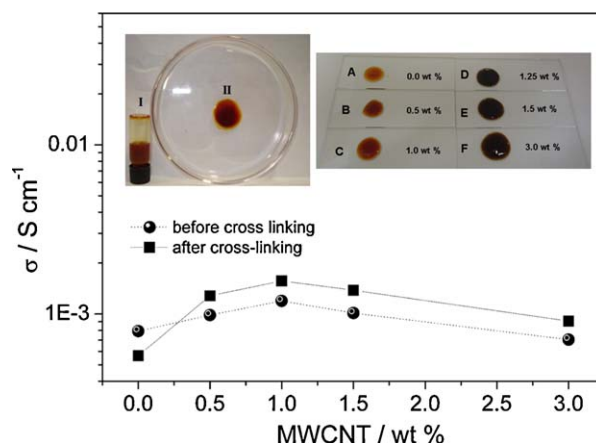 I
II
A 0.0 wt % D 1.25 wt %
B 0.5 wt % E 1.5 wt %
C 1.0 wt % F 3.0 wt %
0.01
before cross linking
after cross-linking
1E-3
σ / S cm⁻¹
0.0 0.5 1.0 1.5 2.0 2.5 3.0
MWCNT / wt %